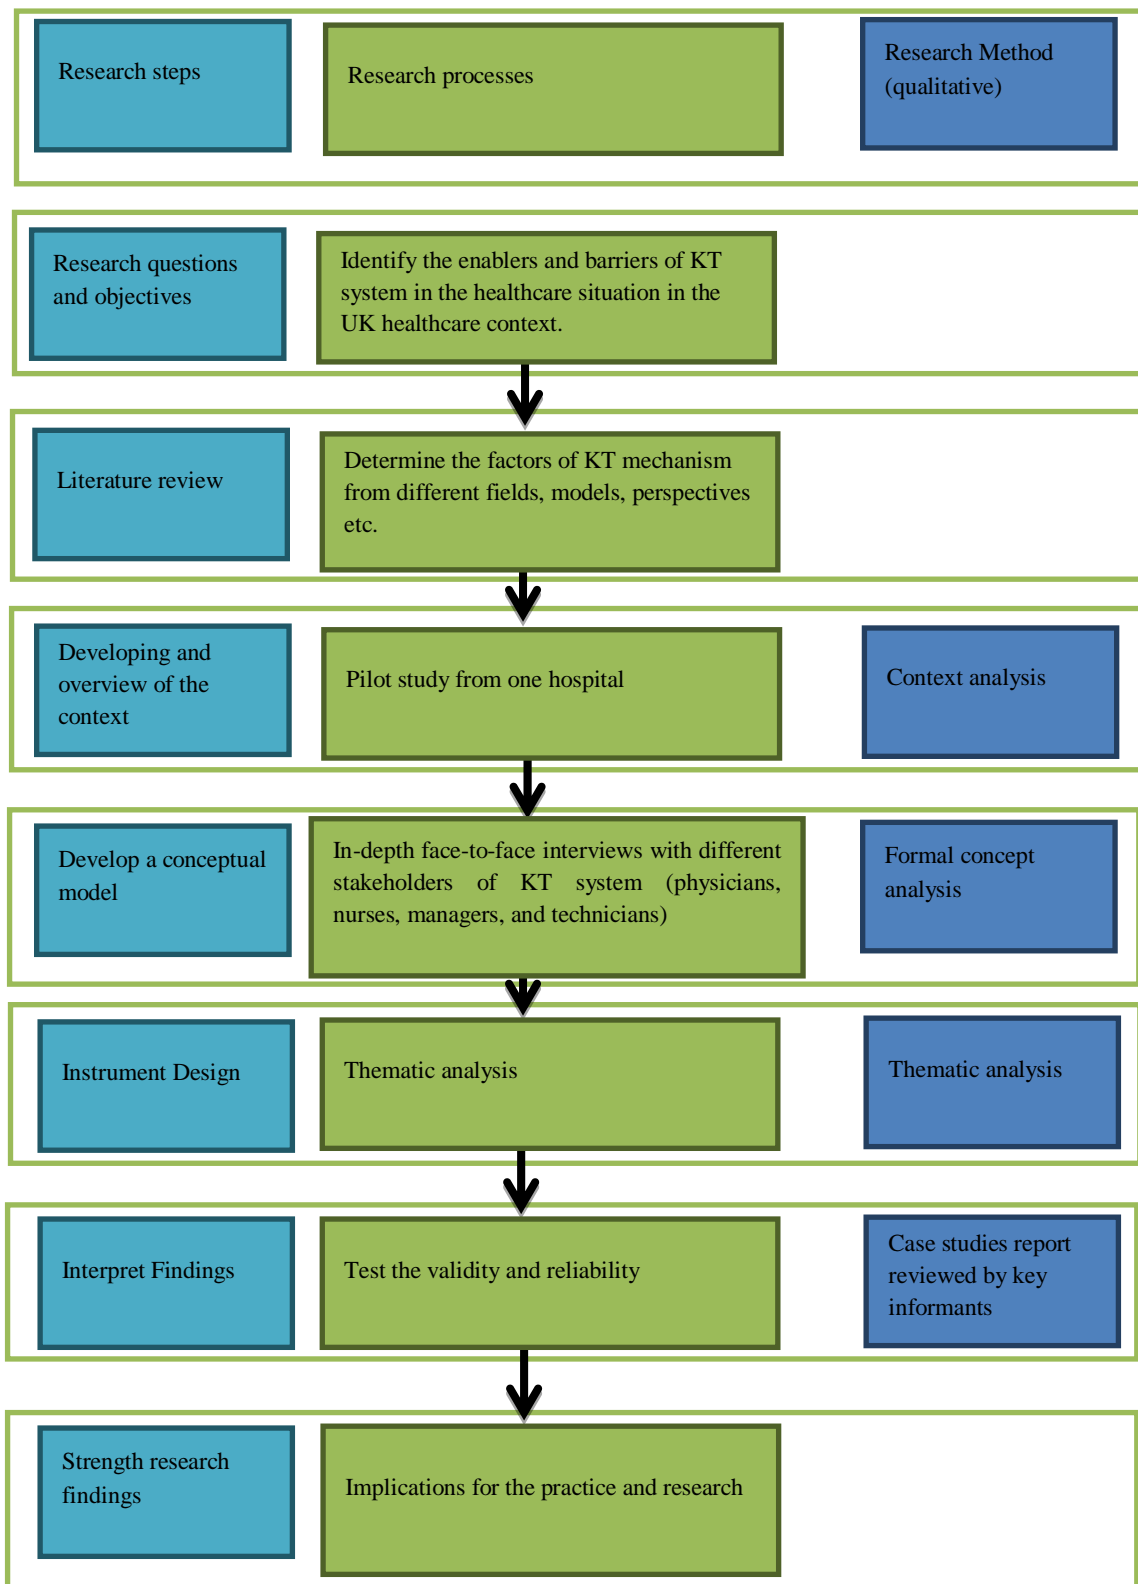 Research steps
Research processes
Research Method
(qualitative)
Research questions
and objectives
Identify the enablers and barriers of KT
system in the healthcare situation in the
UK healthcare context.
Literature review
Determine the factors of KT mechanism
from different fields, models, perspectives
etc.
Developing and
overview of the
context
Pilot study from one hospital
Context analysis
Develop a conceptual
model
In-depth face-to-face interviews with different
stakeholders of KT system (physicians,
nurses, managers, and technicians)
Formal concept
analysis
Instrument Design
Thematic analysis
Thematic analysis
Interpret Findings
Test the validity and reliability
Case studies report
reviewed by key
informants
Strength research
findings
Implications for the practice and research